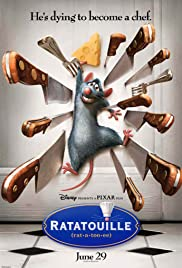 He's dying to become a chef.
Disney PRESENTS A PIXAR FILM
RATATOUILLE
(rat·a·too·ee)
June 29